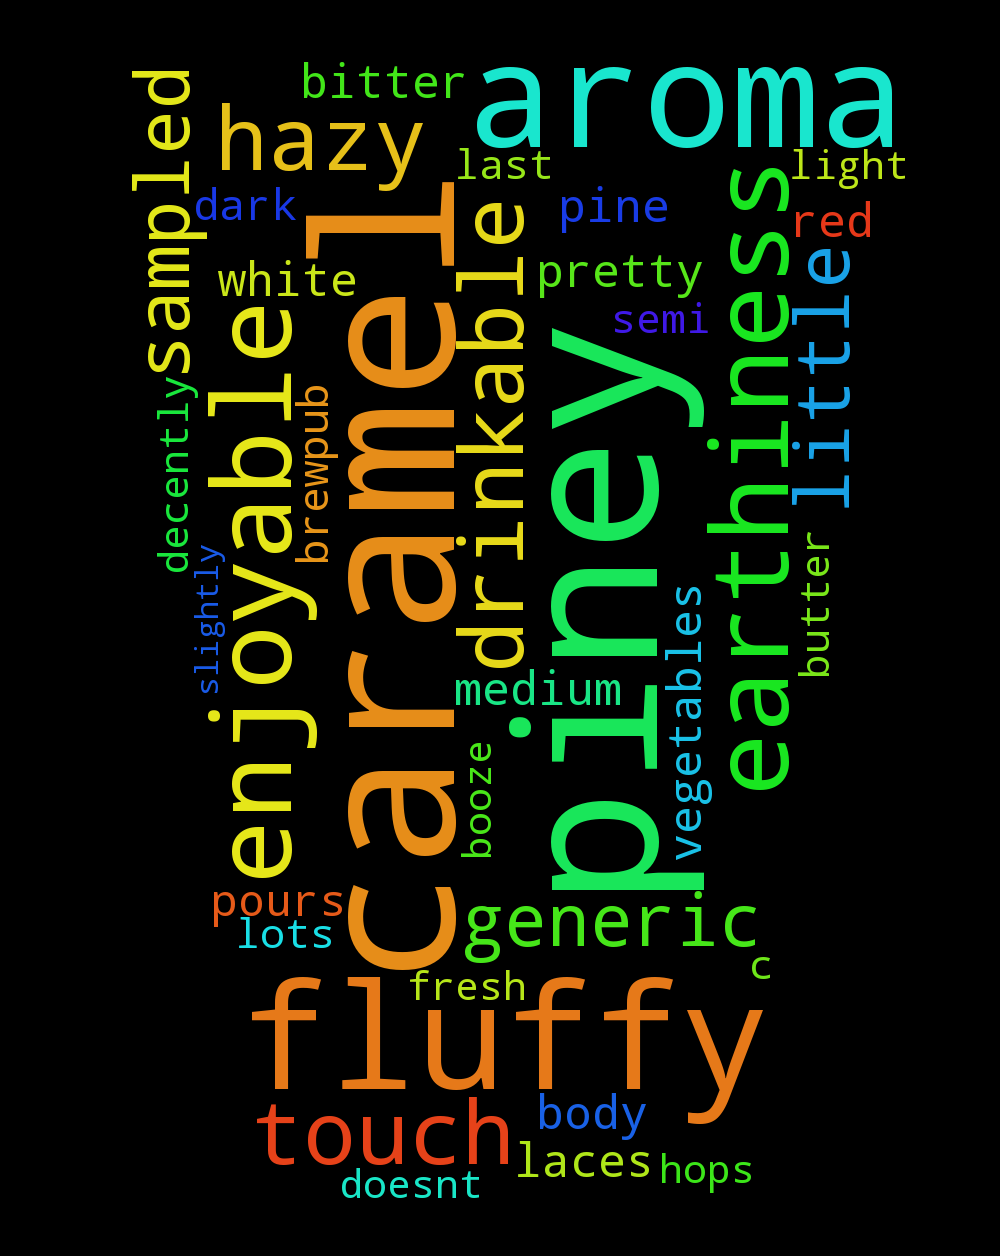 sampled
bitter
aroma
hazy
last
light
dark
pine
red
white
pretty
semi
little
earthiness
drinkable
caramel
enjoyable
decently
brewpub
piney
slightly
butter
vegetables
medium
booze
pours
lots
generic
c
fresh
fluffy
touch
body
laces
hops
doesnt